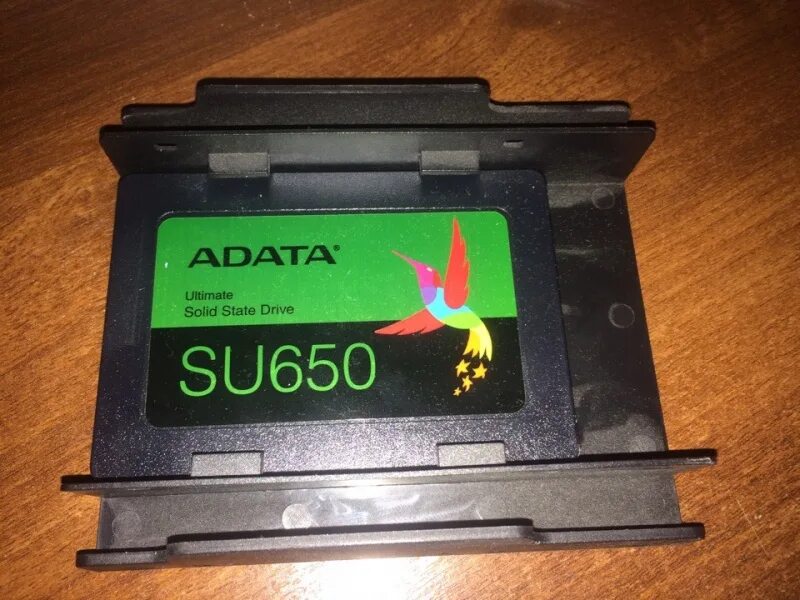 ADATA®
Ultimate
Solid State Drive
SU650